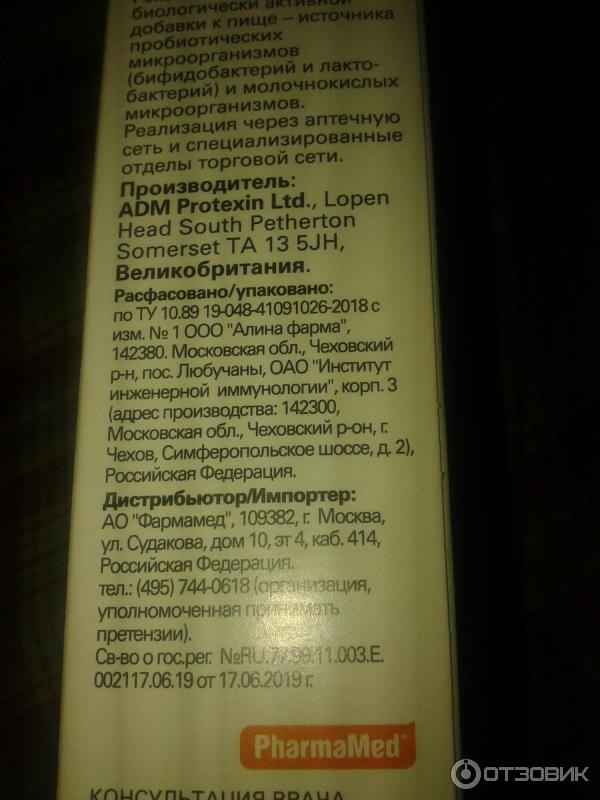 биологически активной
добавки к пище – источника
пробиотических
микроорганизмов
(бифидобактерий и лакто-
бактерий) и молочнокислых
микроорганизмов.
Реализация через аптечную
сеть и специализированные
отделы торговой сети.
Производитель:
ADM Protexin Ltd., Lopen
Head South Petherton
Somerset TA 13 5JH,
Великобритания.
Расфасовано/упаковано:
по ТУ 10.89 19-048-41091026-2018 с
изм. № 1 ООО "Алина фарма",
142380. Московская обл., Чеховский
р-н, пос. Любучаны, ОАО "Институт
инженерной иммунологии", корп. 3
(адрес производства: 142300,
Московская обл., Чеховский р-он, г.
Чехов, Симферопольское шоссе, д. 2),
Российская Федерация.
Дистрибьютор/Импортер:
АО "Фармамед", 109382, г. Москва,
ул. Судакова, дом 10, эт 4, каб. 414,
Российская Федерация.
тел.: (495) 744-0618 (организация,
уполномоченная принимать
претензии).
Св-во о гос.рег. №RU.77.99.11.003.E.
002117.06.19 от 17.06.2019 г.
PharmaMed
КОНСУЛЬТАЦИЯ ВРАЧА
ОТЗОВИК